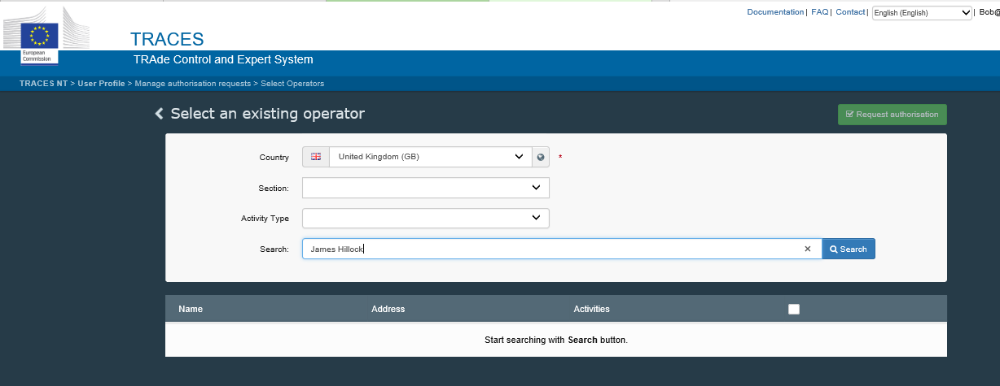 Documentation | FAQ | Contact | English (English) | Bob@
TRACES
European
Commission
TRAde Control and Expert System
TRACES NT > User Profile > Manage authorisation requests > Select Operators
Select an existing operator
Request authorisation
Country United Kingdom (GB) *
Section:
Activity Type
Search: James Hillock × Search
Name Address Activities
Start searching with Search button.